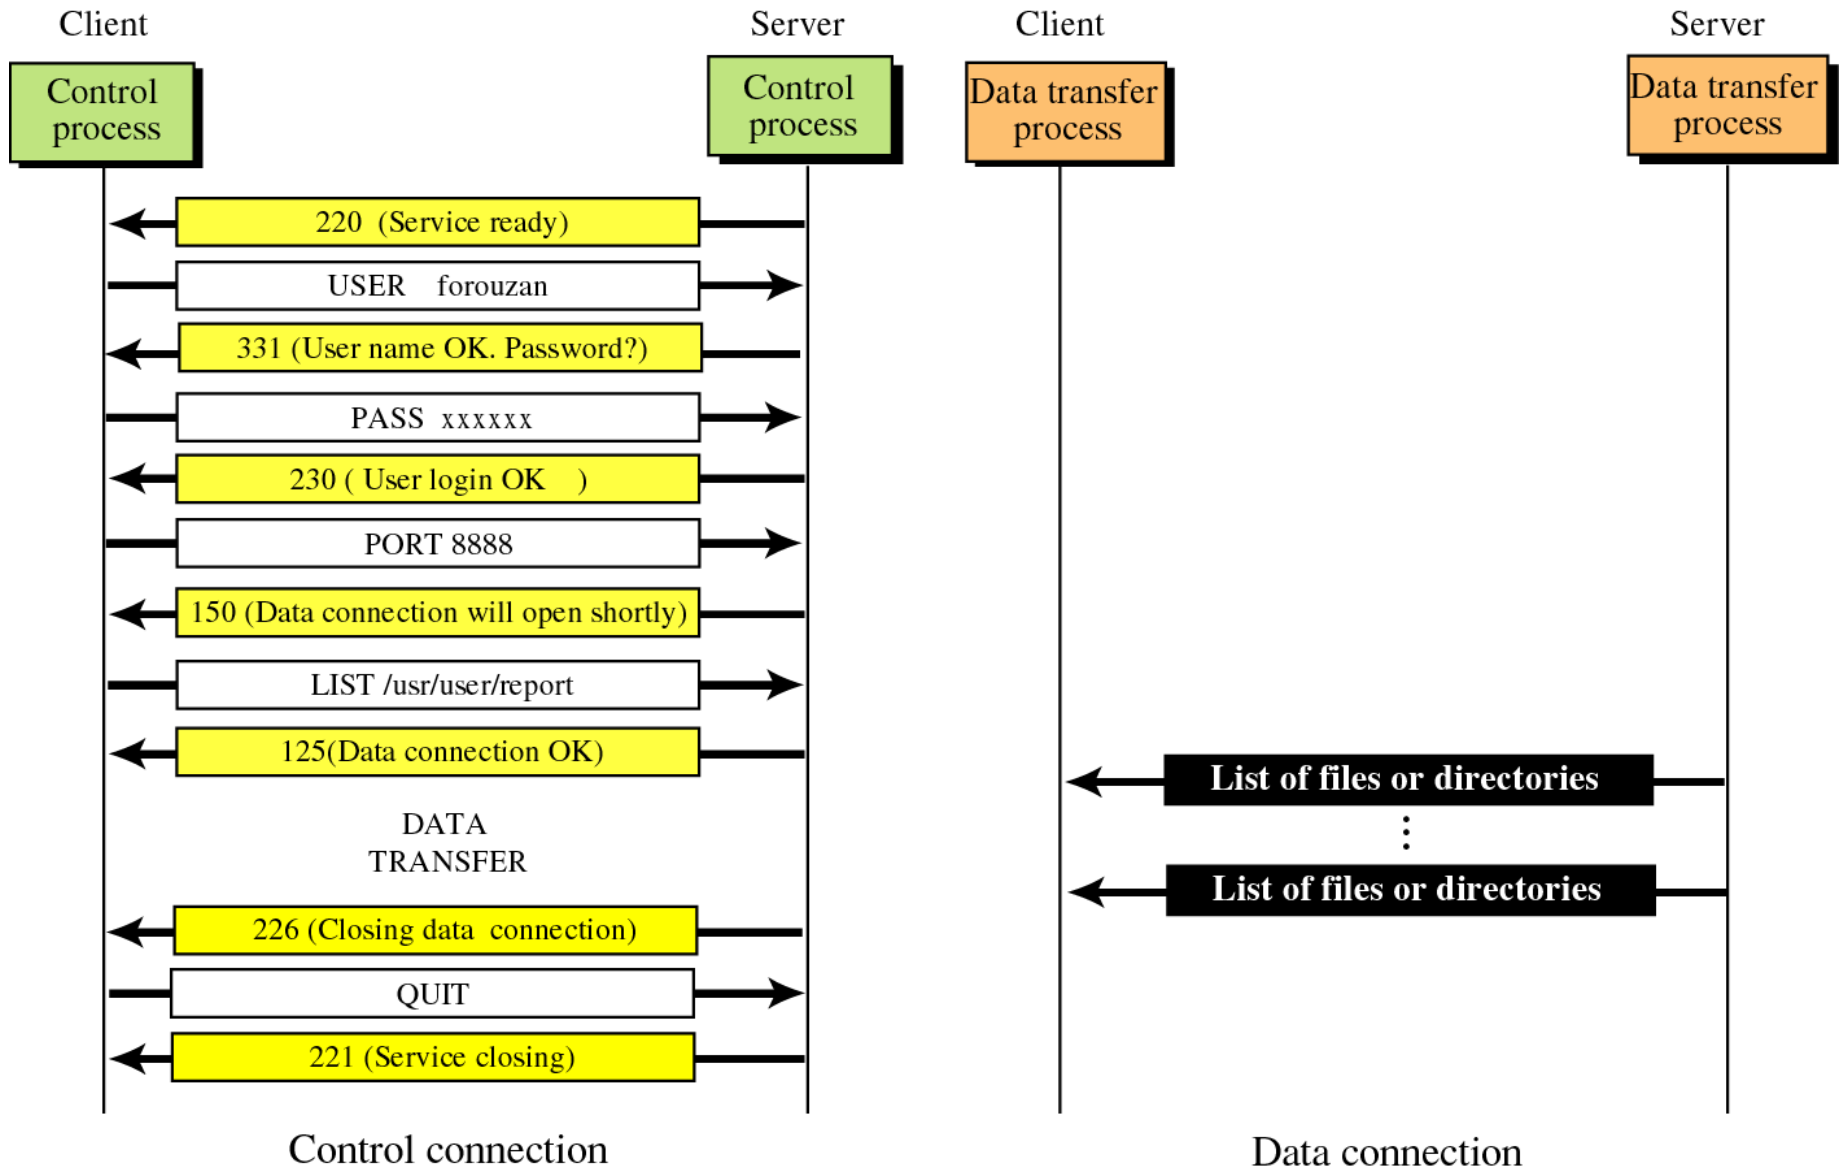 Client
Server
Client
Server
Control
process
Control
process
Data transfer
process
Data transfer
process
220 (Service ready)
USER forouzan
331 (User name OK. Password?)
PASS xxxxxx
230 ( User login OK )
PORT 8888
150 (Data connection will open shortly)
LIST /usr/user/report
125(Data connection OK)
List of files or directories
DATA
TRANSFER
List of files or directories
226 (Closing data connection)
QUIT
221 (Service closing)
Control connection
Data connection